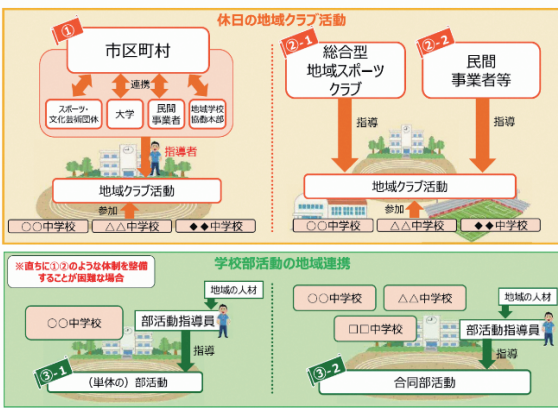 休日の地域クラブ活動
①
市区町村
連携
スポーツ・
文化芸術団体
大学
民間
事業者
地域学校
協働本部
指導者
地域クラブ活動
参加
○○中学校
△△中学校
◆◆中学校
②-1
総合型
地域スポーツ
クラブ
②-2
民間
事業者等
指導
指導
地域クラブ活動
参加
○○中学校
△△中学校
◆◆中学校
学校部活動の地域連携
※直ちに①②のような体制を整備
することが困難な場合
地域の人材
○○中学校
部活動指導員
指導
③-1
（単体の）部活動
○○中学校
△△中学校
地域の人材
□□中学校
部活動指導員
指導
③-2
合同部活動